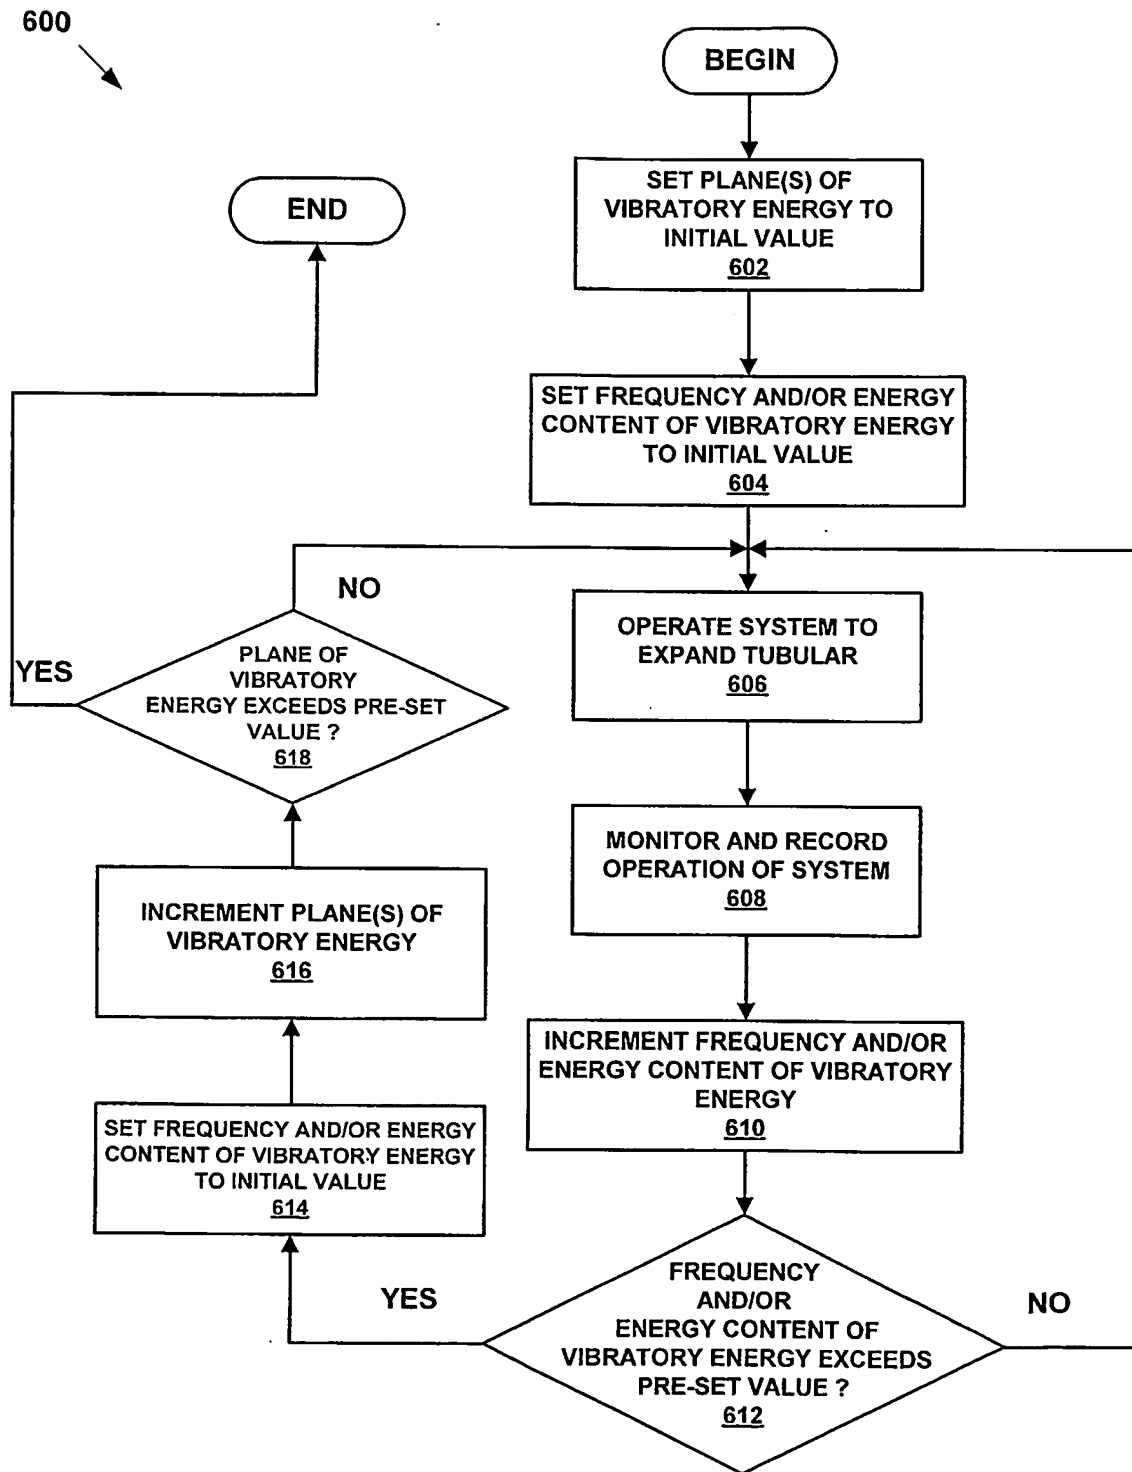 600
BEGIN
SET PLANE(S) OF
VIBRATORY ENERGY TO
INITIAL VALUE
602
END
SET FREQUENCY AND/OR ENERGY
CONTENT OF VIBRATORY ENERGY
TO INITIAL VALUE
604
NO
OPERATE SYSTEM TO
EXPAND TUBULAR
606
YES
PLANE OF
VIBRATORY
ENERGY EXCEEDS PRE-SET
VALUE ?
618
MONITOR AND RECORD
OPERATION OF SYSTEM
608
INCREMENT PLANE(S) OF
VIBRATORY ENERGY
616
INCREMENT FREQUENCY AND/OR
ENERGY CONTENT OF VIBRATORY
ENERGY
610
SET FREQUENCY AND/OR ENERGY
CONTENT OF VIBRATORY ENERGY
TO INITIAL VALUE
614
YES
FREQUENCY
AND/OR
ENERGY CONTENT OF
VIBRATORY ENERGY EXCEEDS
PRE-SET VALUE ?
612
NO